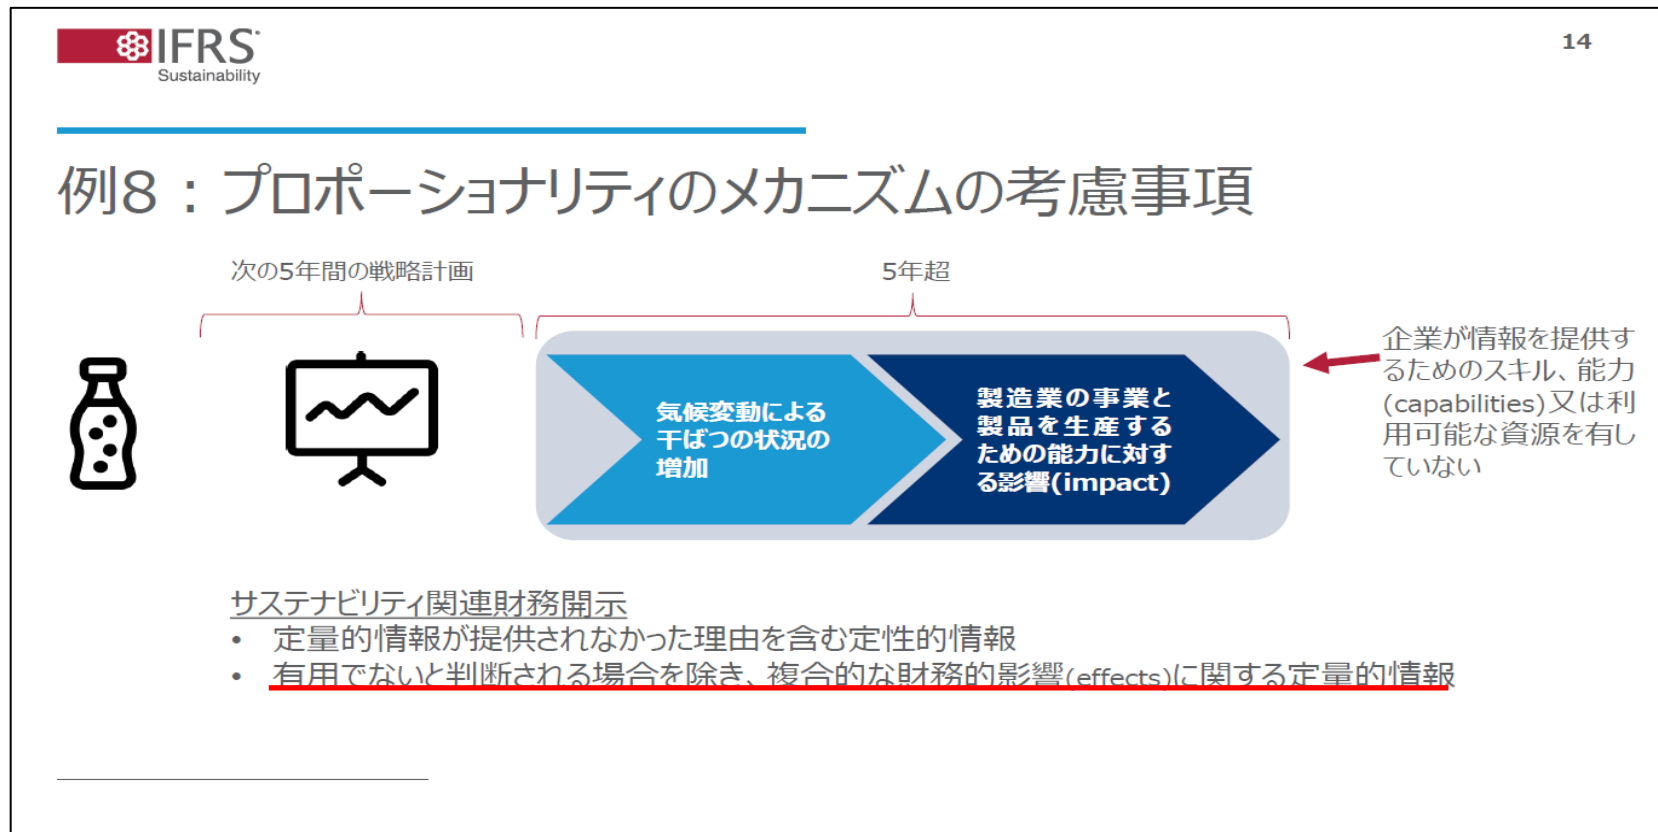 IFRS
Sustainability
14
例8：プロポーショナリティのメカニズムの考慮事項
次の5年間の戦略計画
5年超
気候変動による
干ばつの状況の
増加
製造業の事業と
製品を生産する
ための能力に対す
る影響(impact)
企業が情報を提供す
るためのスキル、能力
(capabilities)又は利
用可能な資源を有し
ていない
サステナビリティ関連財務開示
• 定量的情報が提供されなかった理由を含む定性的情報
• 有用でないと判断される場合を除き、複合的な財務的影響(effects)に関する定量的情報